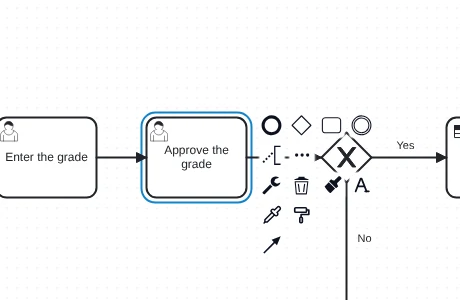 Enter the grade
Approve the
grade
Yes
No